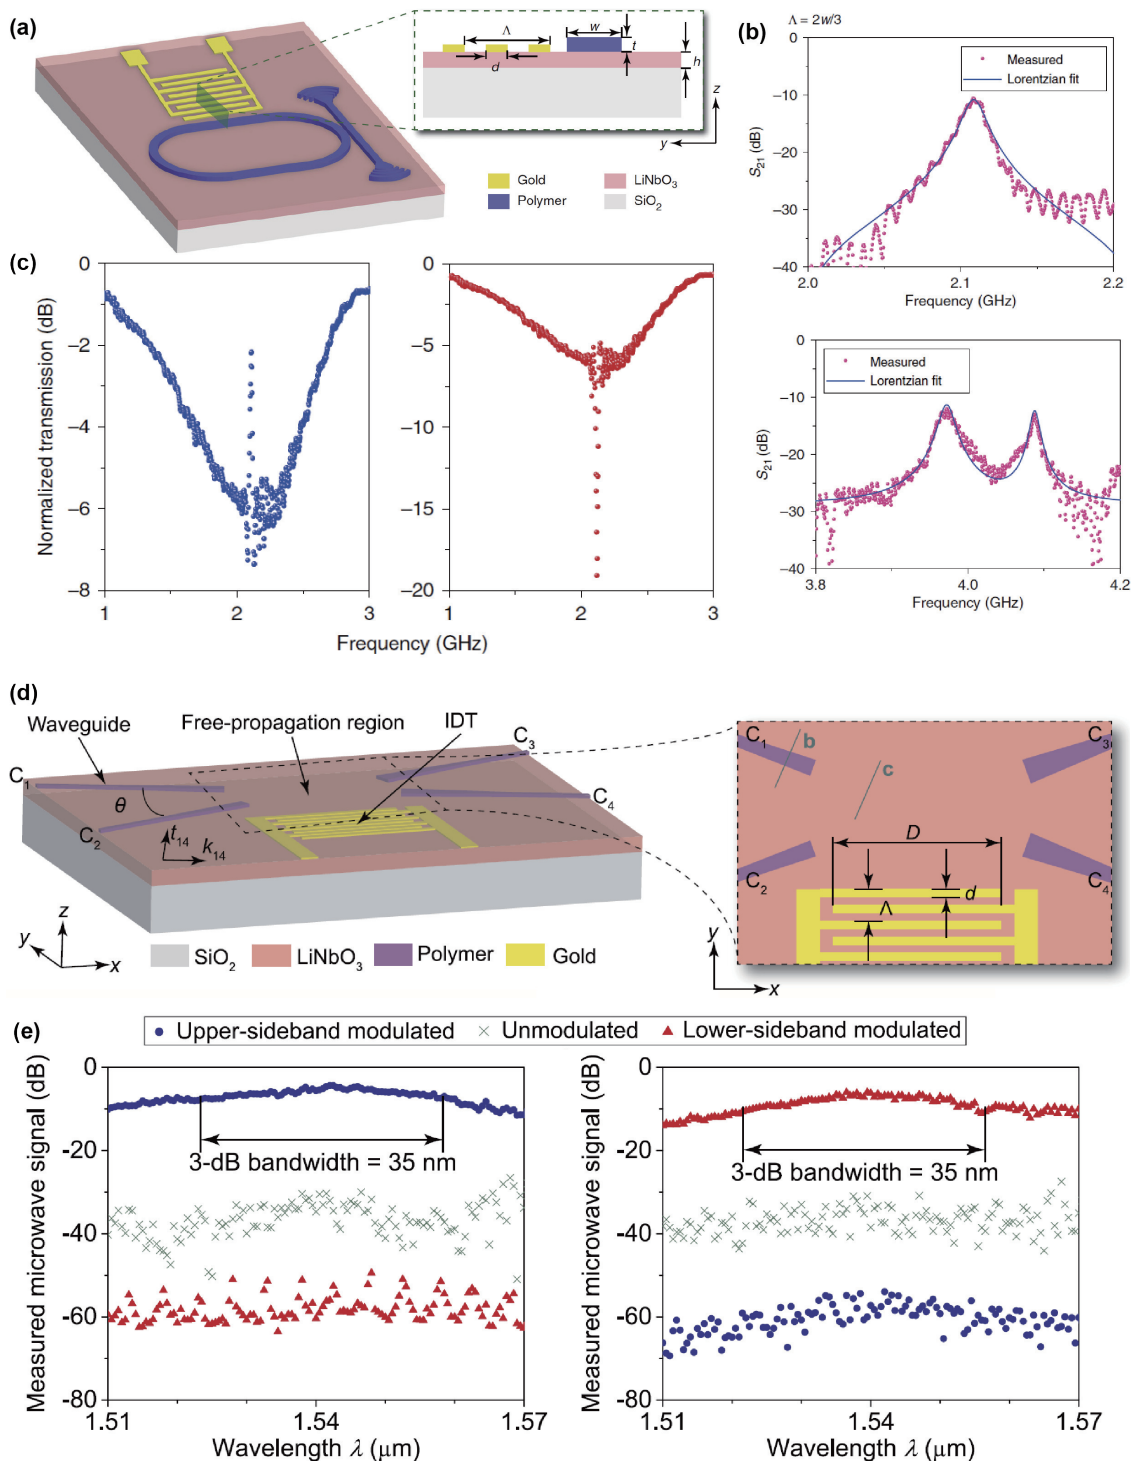 (a)
Λ
w
t
h
d
z
y
Gold
LiNbO3
Polymer
SiO2
(b)
Λ = 2w/3
0
Measured
Lorentzian fit
-10
S21 (dB)
-20
-30
-40
2.0
2.1
2.2
Frequency (GHz)
0
Measured
Lorentzian fit
-10
S21 (dB)
-20
-30
-40
3.8
4.0
4.2
Frequency (GHz)
(c)
Normalized transmission (dB)
0
−2
−4
−6
−8
1
2
3
0
−5
−10
−15
−20
1
2
3
Frequency (GHz)
(d)
Waveguide
Free-propagation region
IDT
C1
C2
C3
C4
θ
t14
k14
z
y
x
SiO2
LiNbO3
Polymer
Gold
C1
b
c
C3
D
C2
d
C4
Λ
y
x
(e)
Upper-sideband modulated
Unmodulated
Lower-sideband modulated
Measured microwave signal (dB)
0
-20
-40
-60
-80
3-dB bandwidth = 35 nm
1.51
1.54
1.57
Wavelength λ (μm)
Measured microwave signal (dB)
0
-20
-40
-60
-80
3-dB bandwidth = 35 nm
1.51
1.54
1.57
Wavelength λ (μm)